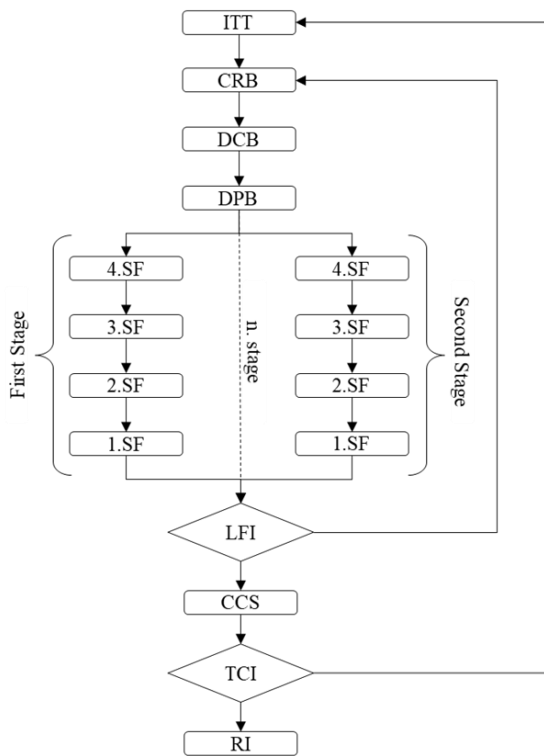 ITT
CRB
DCB
DPB
First Stage
4.SF
3.SF
2.SF
1.SF
n. stage
4.SF
3.SF
2.SF
1.SF
Second Stage
LFI
CCS
TCI
RI